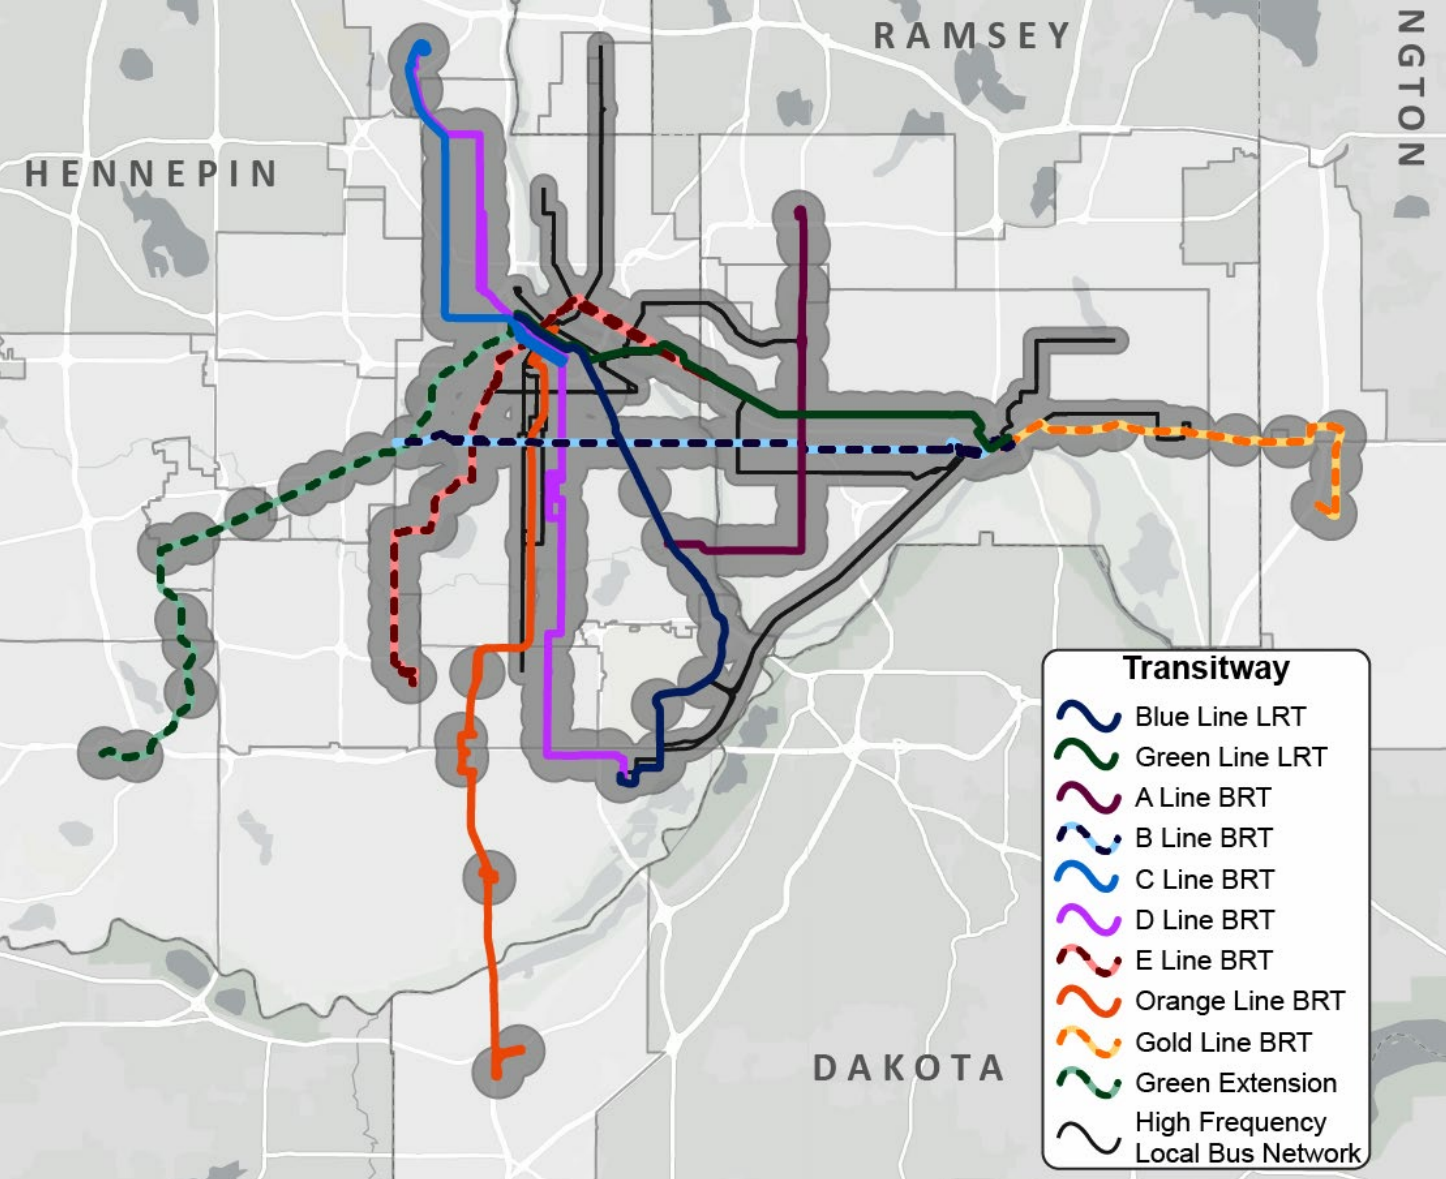 RAMSEY
NGTON
HENNEPIN
Transitway
Blue Line LRT
Green Line LRT
A Line BRT
B Line BRT
C Line BRT
D Line BRT
E Line BRT
Orange Line BRT
Gold Line BRT
Green Extension
High Frequency
Local Bus Network
DAKOTA